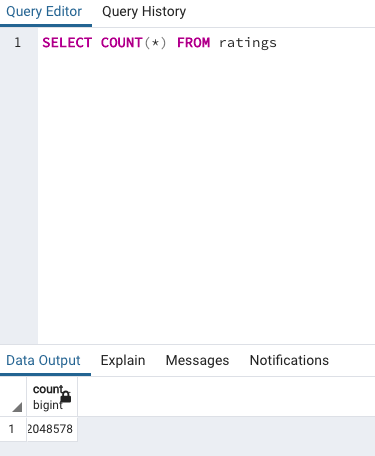 Query Editor Query History
1 SELECT COUNT(*) FROM ratings
Data Output Explain Messages Notifications
count
bigint
1 2048578